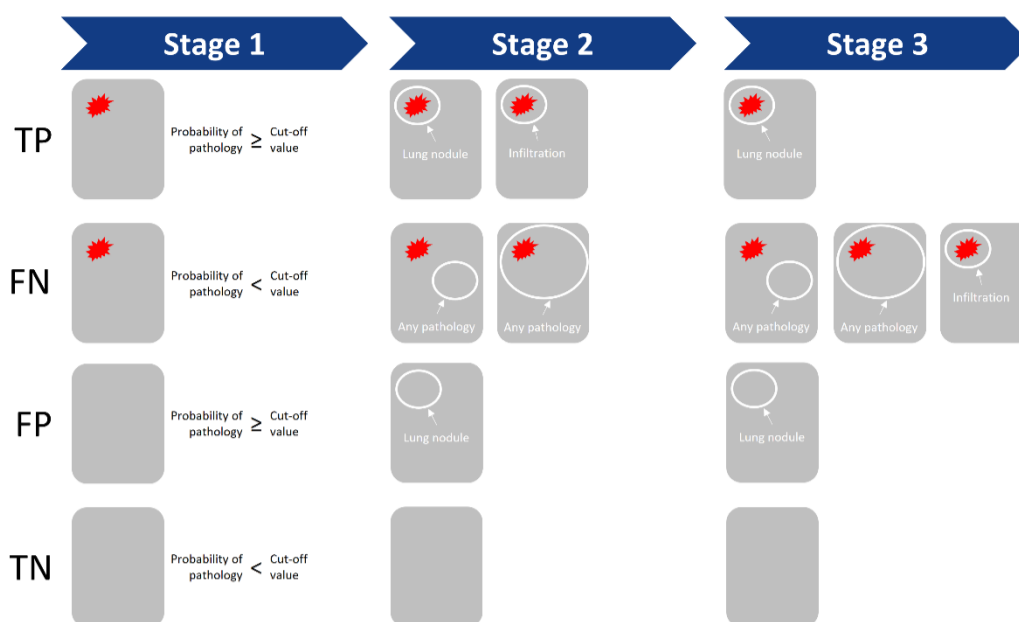 Stage 1
Stage 2
Stage 3
TP
Probability of pathology ≥ Cut-off value
Lung nodule
Infiltration
Lung nodule
FN
Probability of pathology < Cut-off value
Any pathology
Any pathology
Any pathology
Any pathology
Infiltration
FP
Probability of pathology ≥ Cut-off value
Lung nodule
Lung nodule
TN
Probability of pathology < Cut-off value